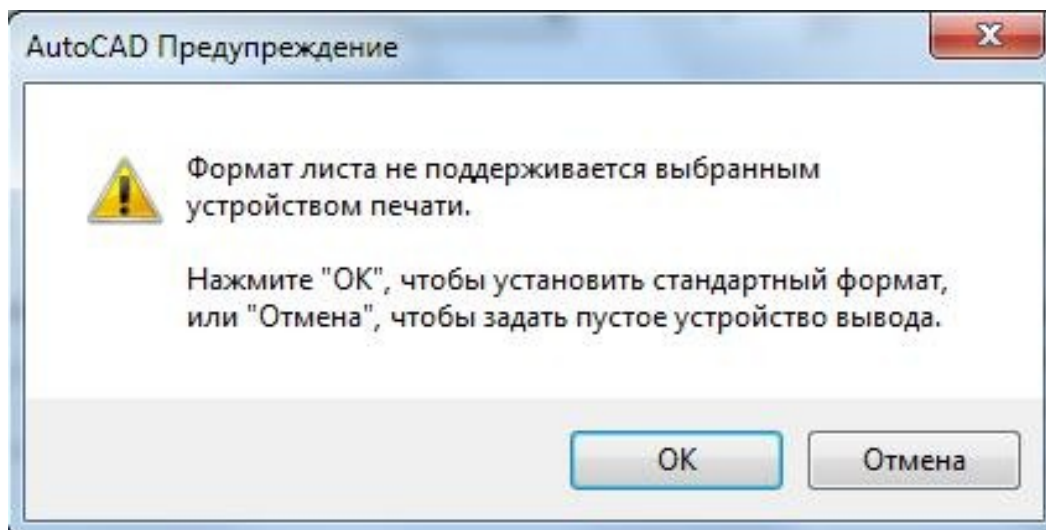 AutoCAD Предупреждение
Формат листа не поддерживается выбранным
устройством печати.
Нажмите "ОК", чтобы установить стандартный формат,
или "Отмена", чтобы задать пустое устройство вывода.
ОК
Отмена